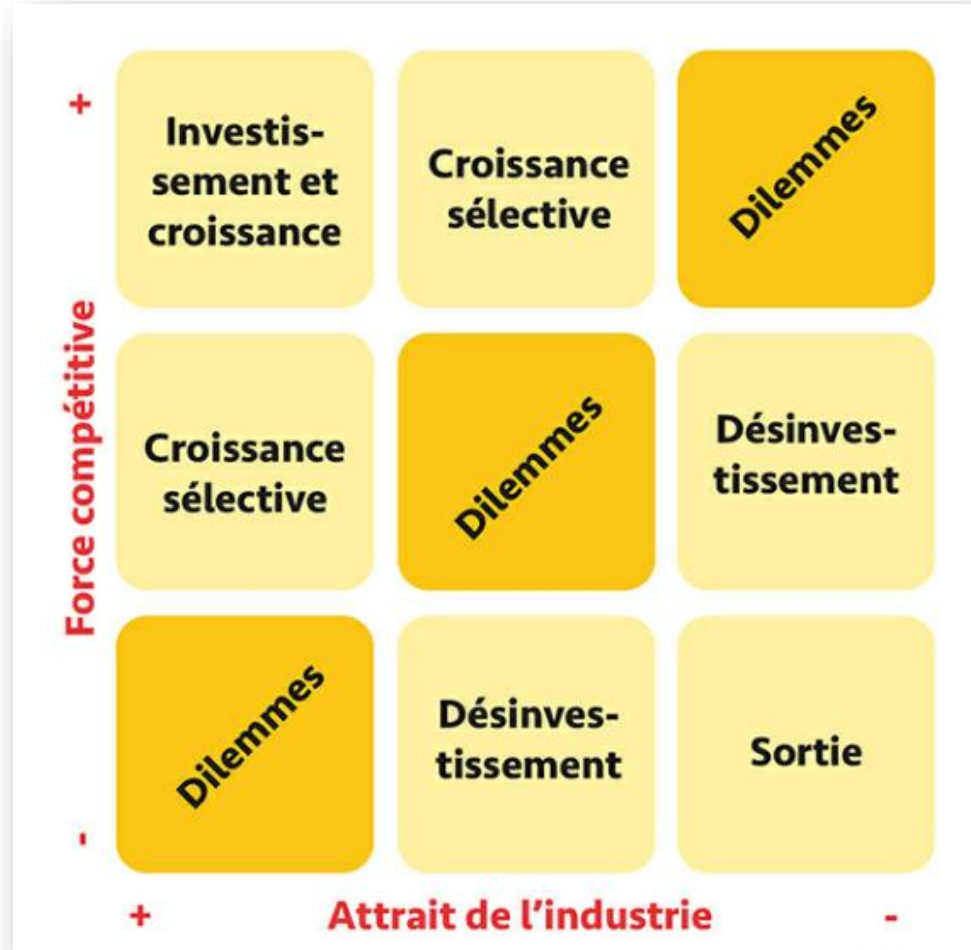 +
Investis-
sement et
croissance
Croissance
sélective
Dilemmes
Force compétitive
Croissance
sélective
Dilemmes
Désinves-
tissement
Dilemmes
Désinves-
tissement
Sortie
-
+
Attrait de l’industrie
-